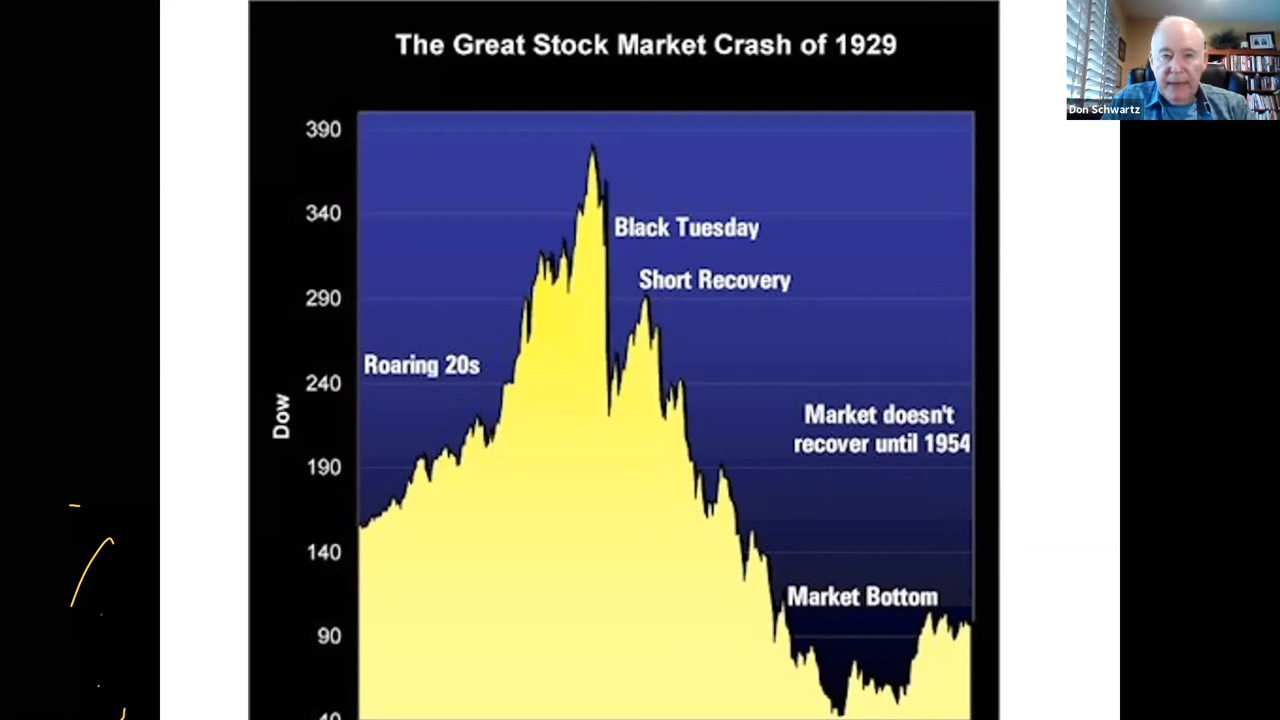 The Great Stock Market Crash of 1929
Don Schwartz
390
340
Black Tuesday
Short Recovery
290
Roaring 20s
240
Dow
Market doesn't
recover until 1954
190
140
Market Bottom
90
40